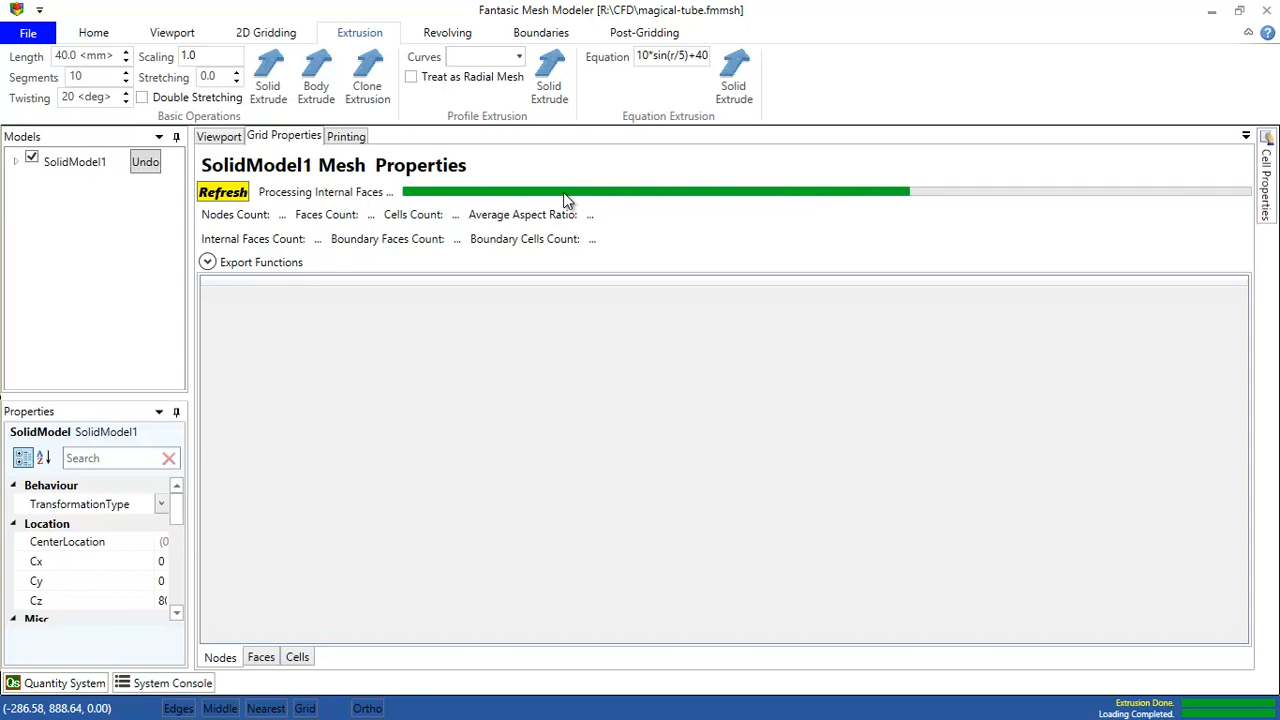 Fantasic Mesh Modeler [R:\CFD\magical-tube.fmmsh]
File Home Viewport 2D Gridding Extrusion Revolving Boundaries Post-Gridding
Length 40.0 <mm> Scaling 1.0
Segments 10 Stretching 0.0
Twisting 20 <deg> Double Stretching
Solid Extrude
Body Extrude
Clone Extrusion
Basic Operations
Curves
Treat as Radial Mesh
Solid Extrude
Profile Extrusion
Equation 10*sin(r/5)+40
Solid Extrude
Equation Extrusion
Models
SolidModel1 Undo
Viewport Grid Properties Printing
SolidModel1 Mesh Properties
Refresh Processing Internal Faces ...
Nodes Count: ... Faces Count: ... Cells Count: ... Average Aspect Ratio: ...
Internal Faces Count: ... Boundary Faces Count: ... Boundary Cells Count: ...
Export Functions
Cell Properties
Properties
SolidModel SolidModel1
Search
Behaviour
TransformationType
Location
CenterLocation (0
Cx 0
Cy 0
Cz 80
Misc
Nodes Faces Cells
Qs Quantity System System Console
(-286.58, 888.64, 0.00) Edges Middle Nearest Grid Ortho
Extrusion Done.
Loading Completed.